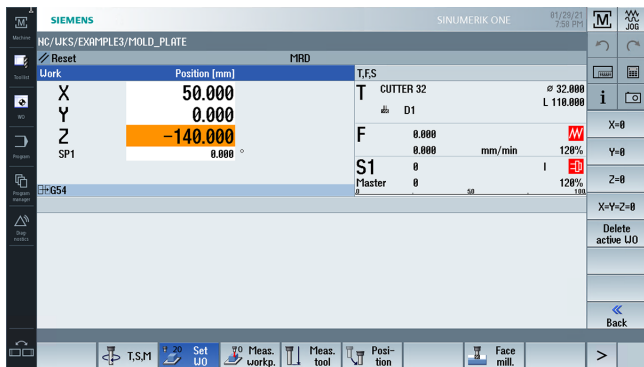 SIEMENS
SINUMERIK ONE
01/29/21
7:58 PM
M
JOG
Machine
NC/WKS/EXAMPLE3/MOLD_PLATE
Reset
MRD
Work
Position [mm]
T,F,S
X
50.000
T
CUTTER 32
ø 32.000
Y
0.000
D1
L 110.000
Z
-140.000
F
0.000
SP1
0.000 °
0.000
mm/min
120%
S1
0
I
Master
0
120%
0
50
100
G54
WO
Program
Program
manager
Diag-
nostics
X=0
Y=0
Z=0
X=Y=Z=0
Delete
active WO
Back
T,S,M
Set
WO
Meas.
workp.
Meas.
tool
Posi-
tion
Face
mill.
>